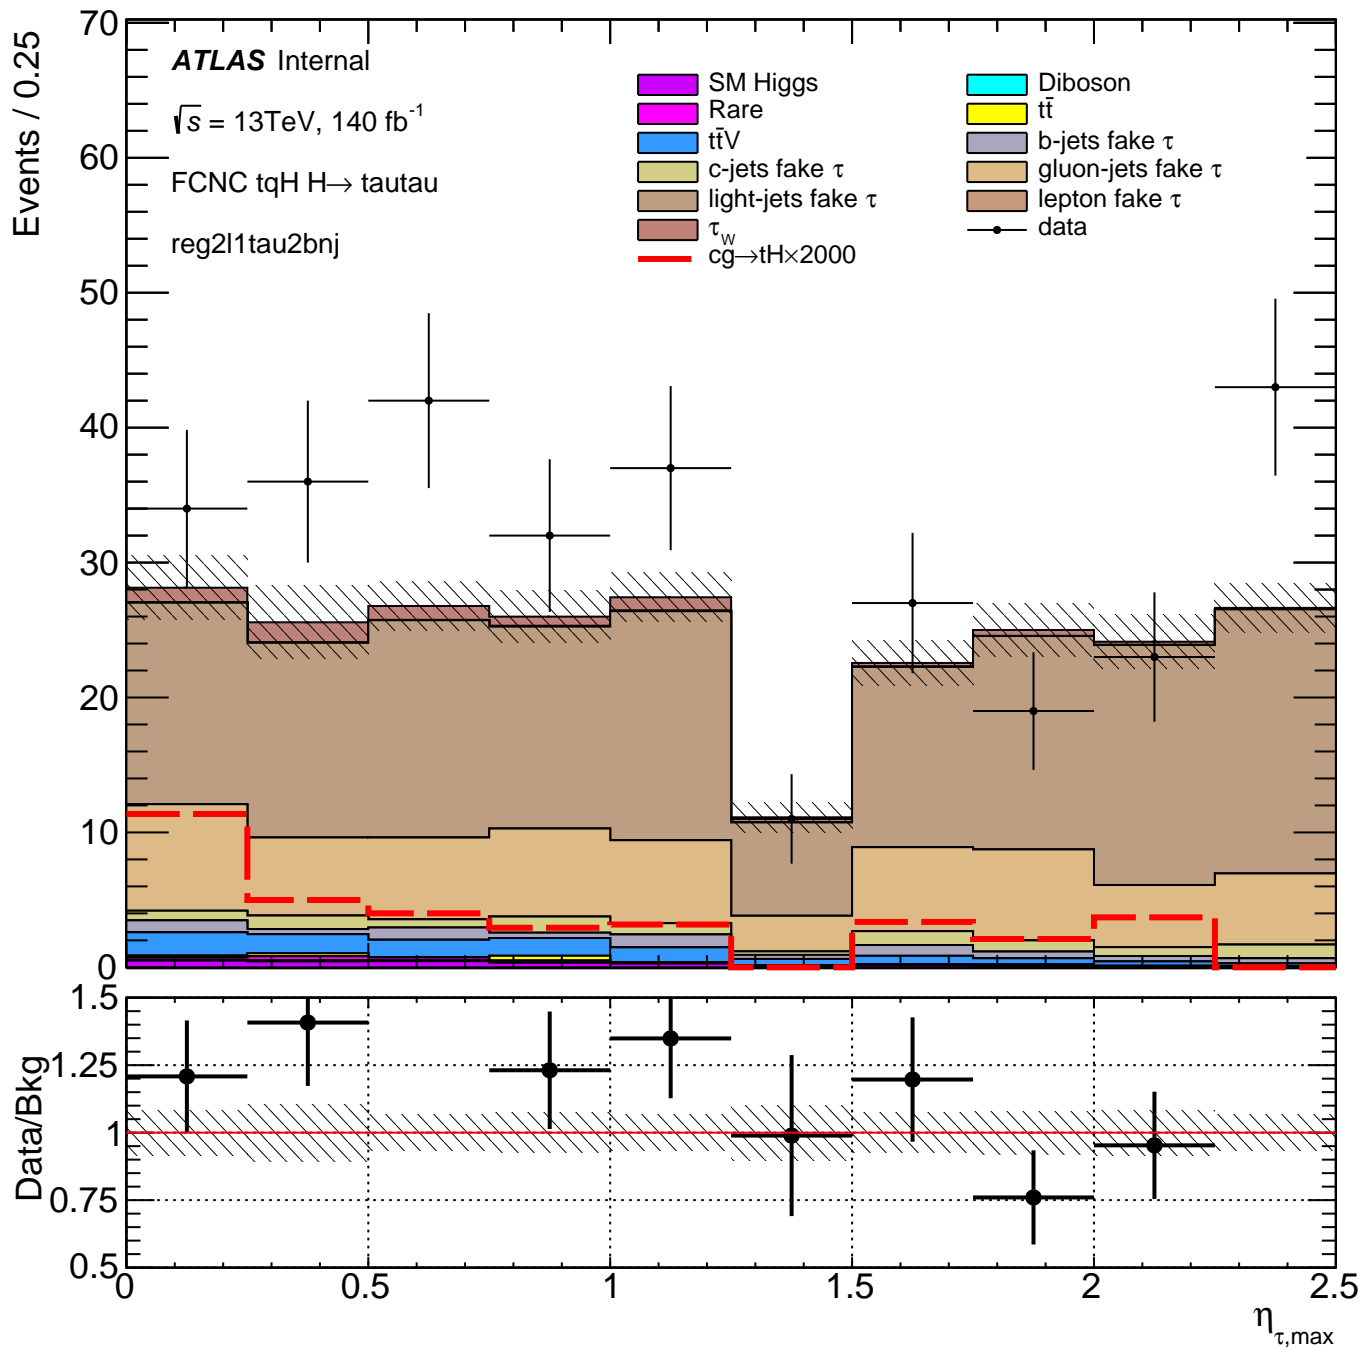 Events / 0.25
70
60
50
40
30
20
10
0
ATLAS Internal
√s = 13TeV, 140 fb⁻¹
FCNC tqH H→ tautau
reg2l1tau2bnj
SM Higgs
Rare
tt̄V
c-jets fake τ
light-jets fake τ
τ_W
cg→tH×2000
Diboson
tt̄
b-jets fake τ
gluon-jets fake τ
lepton fake τ
data
Data/Bkg
1.5
1.25
1
0.75
0.5
0 0.5 1 1.5 2 2.5
η_τ,max